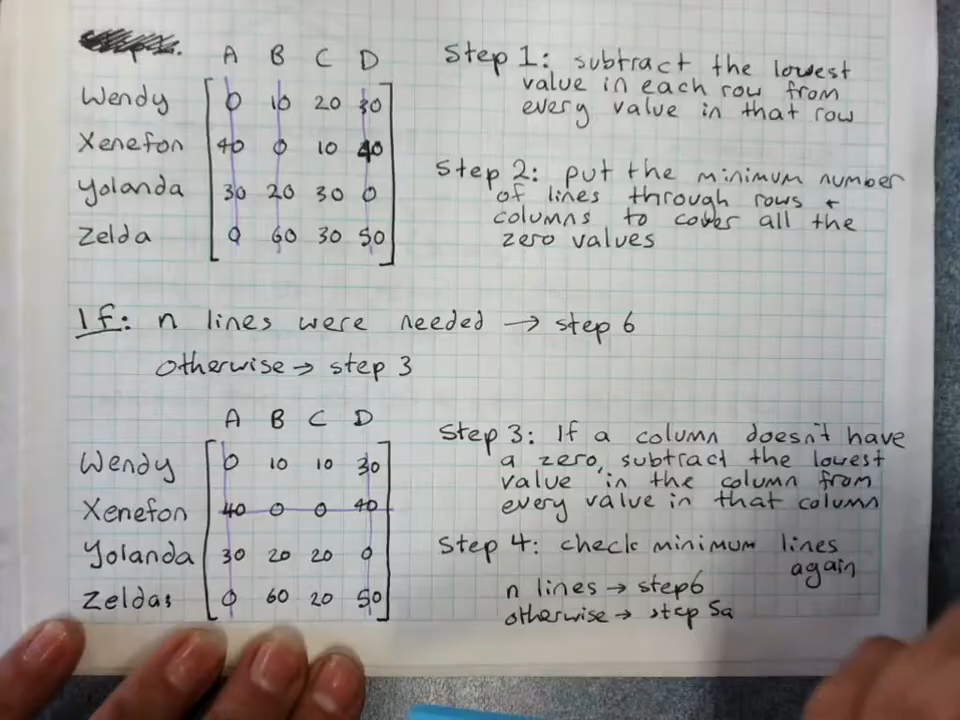 A B C D
Wendy 0 10 20 30
Xenefon 40 0 10 40
Yolanda 30 20 30 0
Zelda 0 60 30 50
Step 1: subtract the lowest
value in each row from
every value in that row
Step 2: put the minimum number
of lines through rows +
columns to cover all the
zero values
If: n lines were needed → step 6
otherwise → step 3
A B C D
Wendy 0 10 10 30
Xenefon 40 0 0 40
Yolanda 30 20 20 0
Zeldas 0 60 20 50
Step 3: If a column doesn't have
a zero, subtract the lowest
value in the column from
every value in that column
Step 4: check minimum lines
again
n lines → step 6
otherwise → step 5a